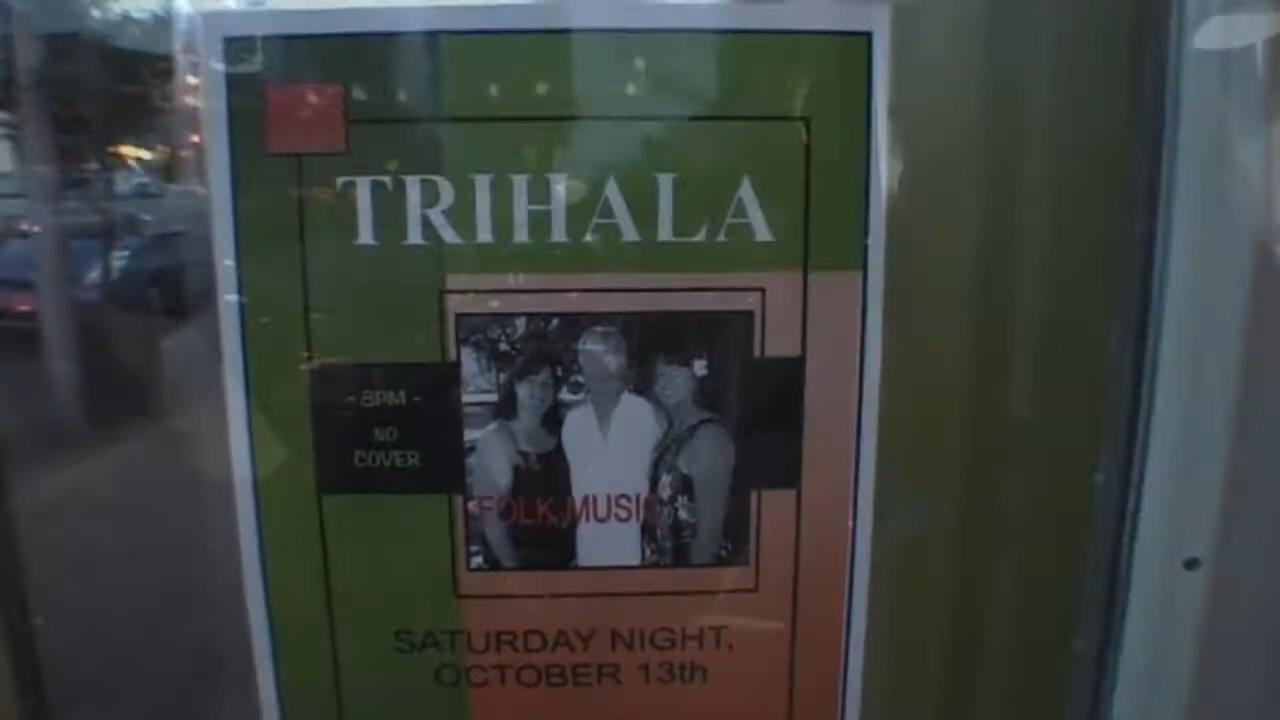 TRIHALA
- 8PM -
NO
COVER
FOLK MUSIC
SATURDAY NIGHT,
OCTOBER 13th